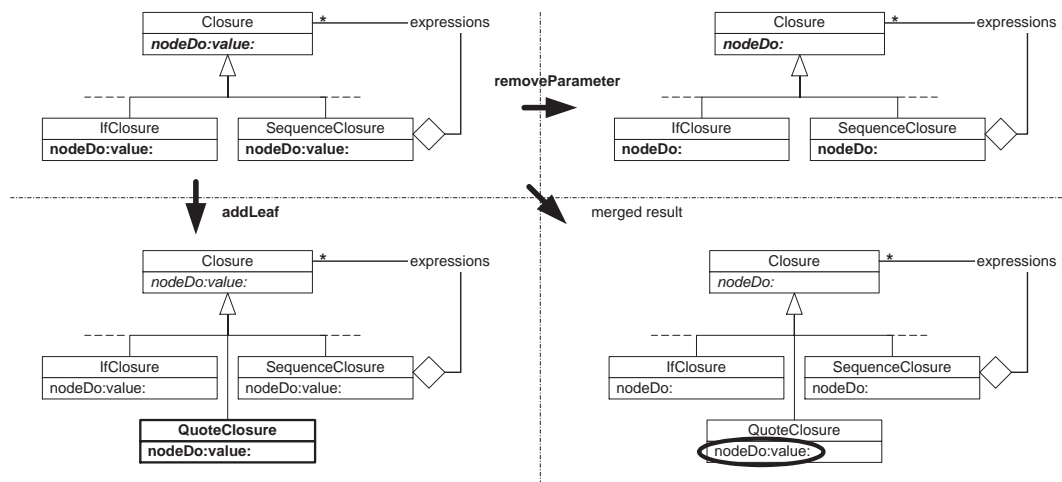 Closure
*
expressions
nodeDo:value:
IfClosure
nodeDo:value:
SequenceClosure
nodeDo:value:
removeParameter
Closure
*
expressions
nodeDo:
IfClosure
nodeDo:
SequenceClosure
nodeDo:
addLeaf
merged result
Closure
*
expressions
nodeDo:value:
IfClosure
nodeDo:value:
SequenceClosure
nodeDo:value:
QuoteClosure
nodeDo:value:
Closure
*
expressions
nodeDo:
IfClosure
nodeDo:
SequenceClosure
nodeDo:
QuoteClosure
nodeDo:value: